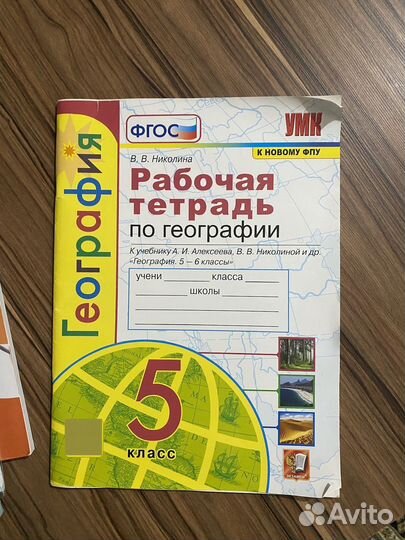 ФГОС
УМК
К НОВОМУ ФПУ
География
В. В. Николина
Рабочая
тетрадь
по географии
К учебнику А. И. Алексеева, В. В. Николиной и др.
«География. 5 – 6 классы»
учени класса
школы
5
класс
ЭКЗАМЕН
Avito